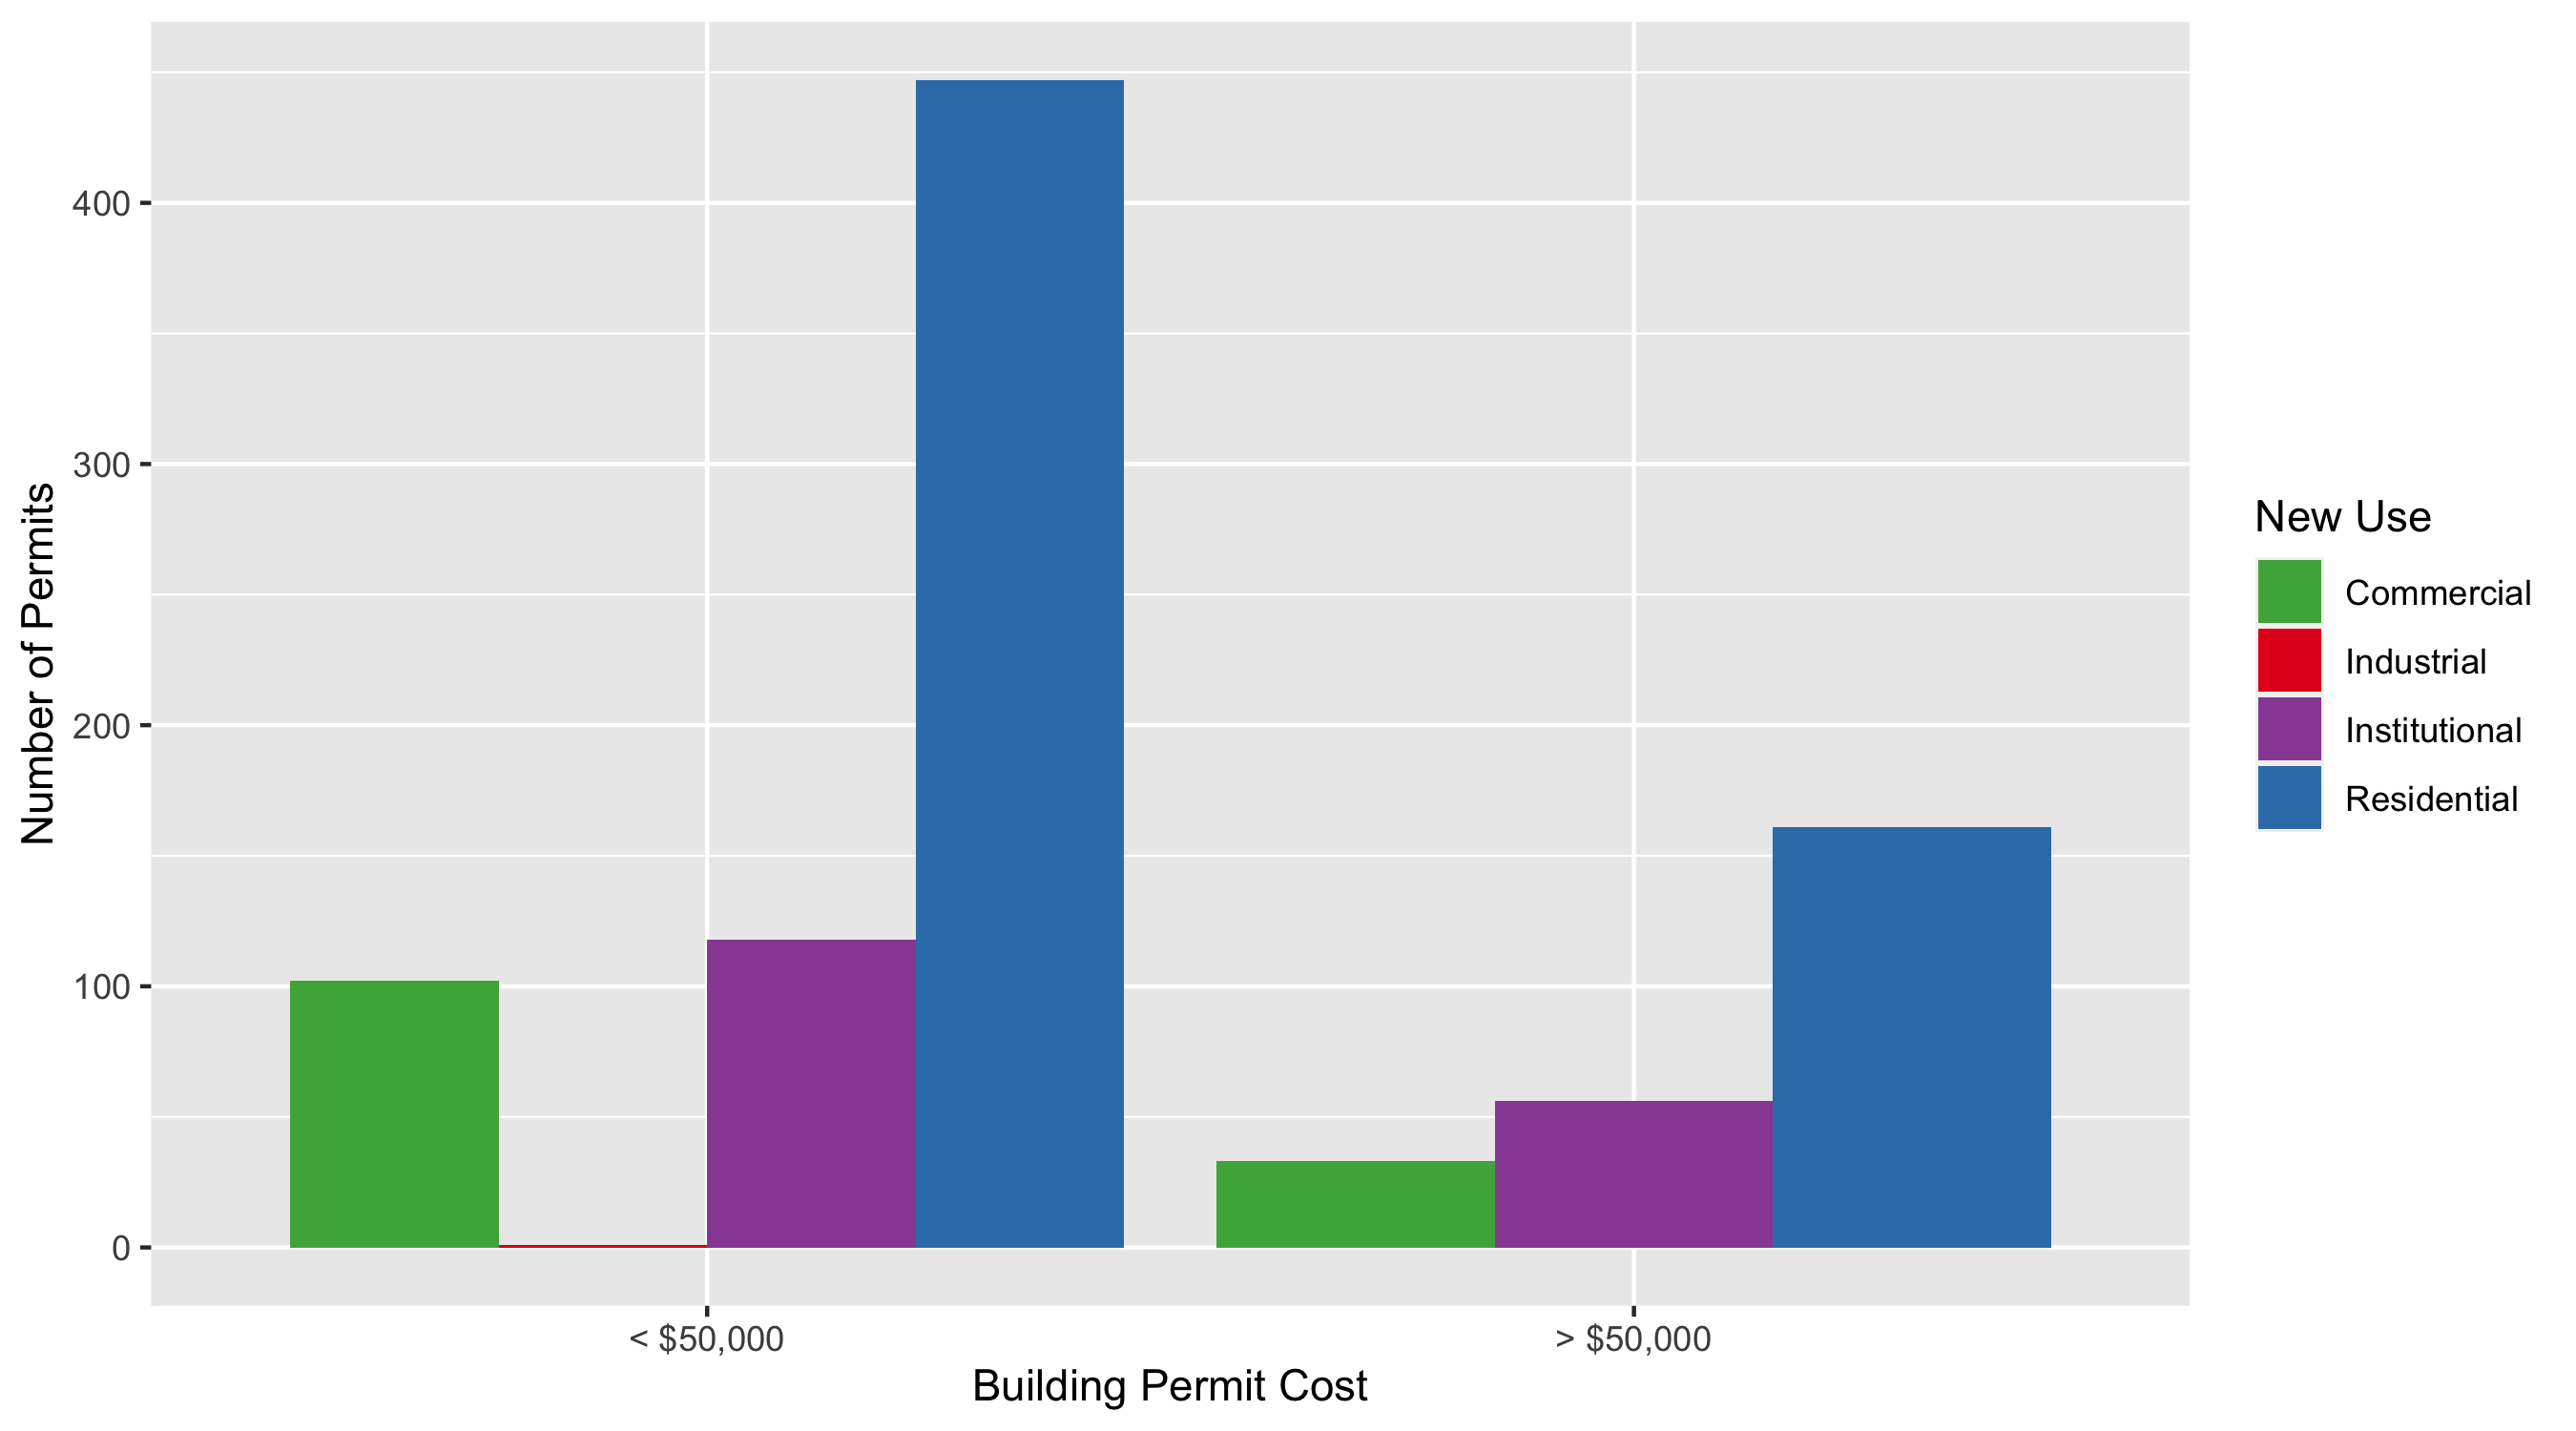 Number of Permits
400
300
200
100
0
< $50,000
> $50,000
Building Permit Cost
New Use
Commercial
Industrial
Institutional
Residential